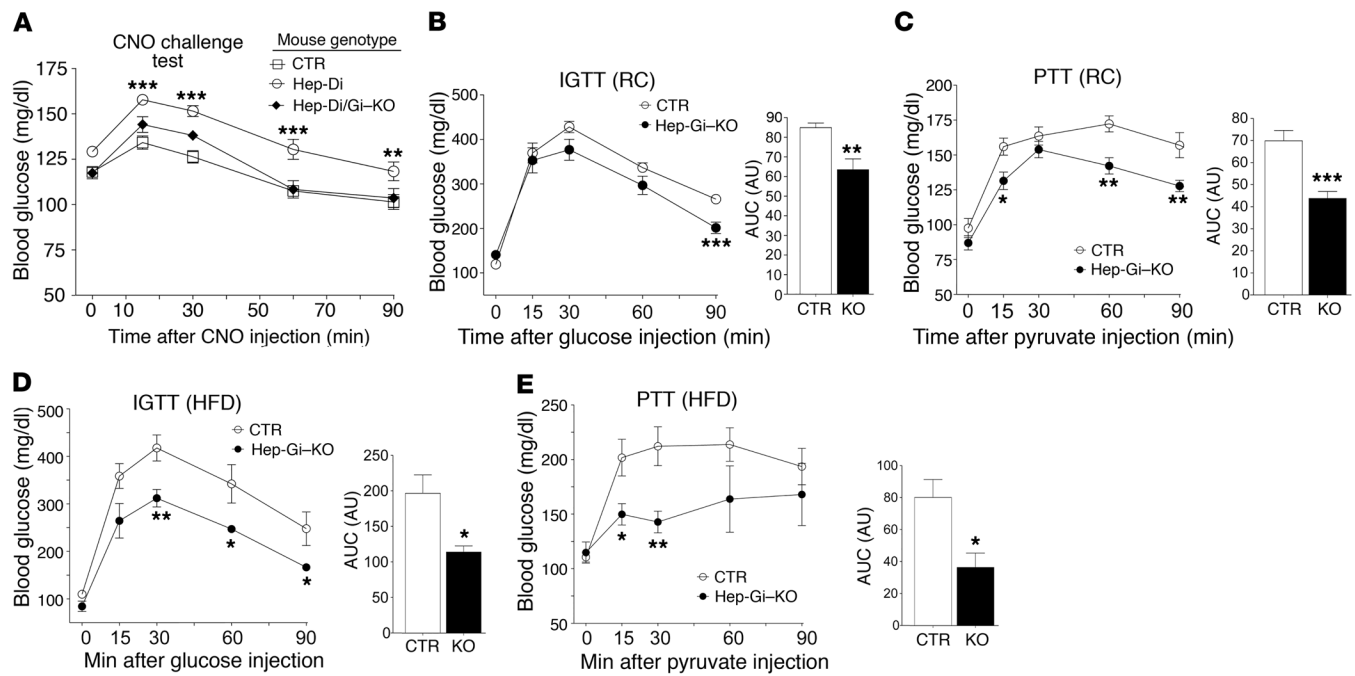 A
CNO challenge
test
Mouse genotype
CTR
Hep-Di
Hep-Di/Gi–KO
Blood glucose (mg/dl)
175
150
125
100
75
50
***
***
***
**
0 10 30 50 70 90
Time after CNO injection (min)
B
IGTT (RC)
CTR
Hep-Gi–KO
Blood glucose (mg/dl)
500
400
300
200
100
***
0 15 30 60 90
Time after glucose injection (min)
AUC (AU)
90
80
70
60
50
40
30
20
10
0
**
CTR KO
C
PTT (RC)
Blood glucose (mg/dl)
200
175
150
125
100
75
50
*
**
**
CTR
Hep-Gi–KO
0 15 30 60 90
Time after pyruvate injection (min)
AUC (AU)
80
70
60
50
40
30
20
10
0
***
CTR KO
D
IGTT (HFD)
CTR
Hep-Gi–KO
Blood glucose (mg/dl)
500
400
300
200
100
**
*
*
0 15 30 60 90
Min after glucose injection
AUC (AU)
250
200
150
100
50
0
*
CTR KO
E
PTT (HFD)
Blood glucose (mg/dl)
250
200
150
100
50
*
**
CTR
Hep-Gi–KO
0 15 30 60 90
Min after pyruvate injection
AUC (AU)
100
80
60
40
20
0
*
CTR KO